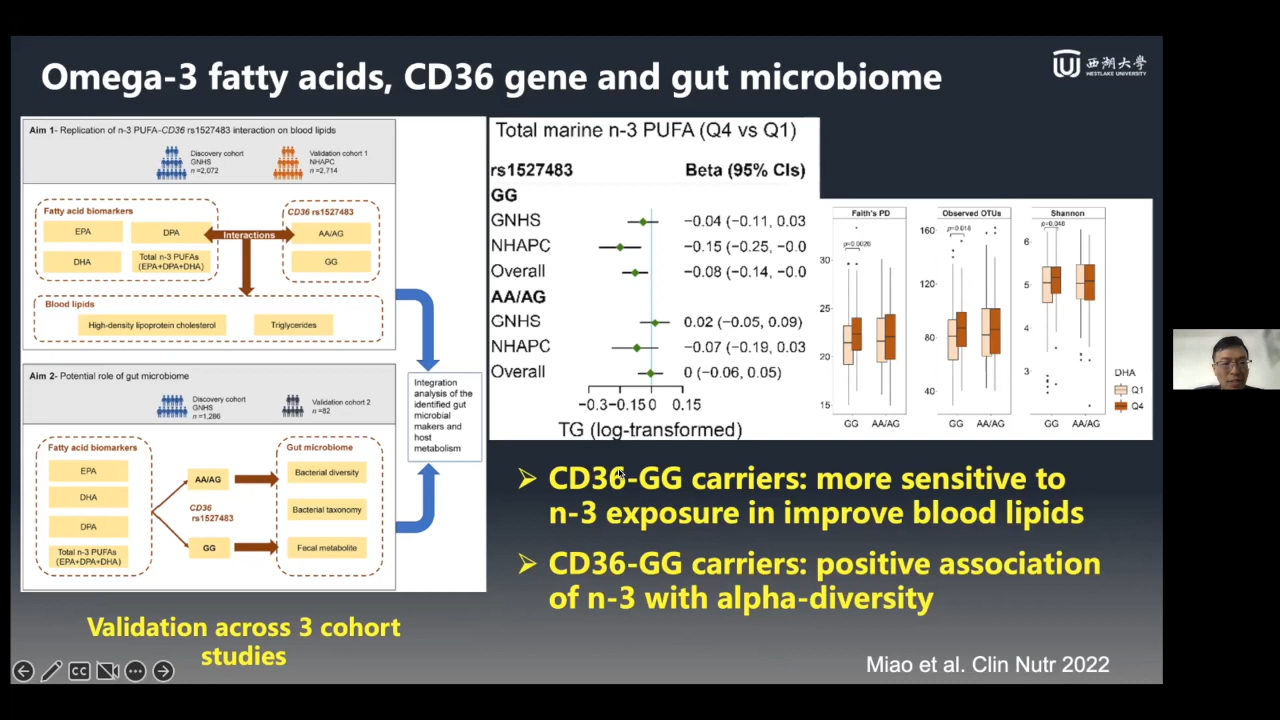 Omega-3 fatty acids, CD36 gene and gut microbiome
西湖大學
WESTLAKE UNIVERSITY
Aim 1- Replication of n-3 PUFA-CD36 rs1527483 interaction on blood lipids
Discovery cohort
GNHS
n =2,072
Validation cohort 1
NHAPC
n =2,714
Fatty acid biomarkers
EPA
DPA
DHA
Total n-3 PUFAs
(EPA+DPA+DHA)
Interactions
CD36 rs1527483
AA/AG
GG
Blood lipids
High-density lipoprotein cholesterol
Triglycerides
Aim 2- Potential role of gut microbiome
Discovery cohort
GNHS
n =1,286
Validation cohort 2
n =82
Fatty acid biomarkers
EPA
DHA
DPA
Total n-3 PUFAs
(EPA+DPA+DHA)
AA/AG
CD36
rs1527483
GG
Gut microbiome
Bacterial diversity
Bacterial taxonomy
Fecal metabolite
Integration
analysis of the
identified gut
microbial
makers and
host
metabolism
Validation across 3 cohort
studies
Total marine n-3 PUFA (Q4 vs Q1)
rs1527483 Beta (95% CIs)
GG
GNHS −0.04 (−0.11, 0.03
NHAPC −0.15 (−0.25, −0.0
Overall −0.08 (−0.14, −0.0
AA/AG
GNHS 0.02 (−0.05, 0.09)
NHAPC −0.07 (−0.19, 0.03
Overall 0 (−0.06, 0.05)
−0.3−0.15 0 0.15
TG (log-transformed)
Faith's PD
p=0.0026
30
25
20
15
GG AA/AG
Observed OTUs
p=0.018
160
120
80
40
GG AA/AG
Shannon
p=0.048
6
5
4
3
GG AA/AG
DHA
Q1
Q4
CD36-GG carriers: more sensitive to
n-3 exposure in improve blood lipids
CD36-GG carriers: positive association
of n-3 with alpha-diversity
Miao et al. Clin Nutr 2022
CC